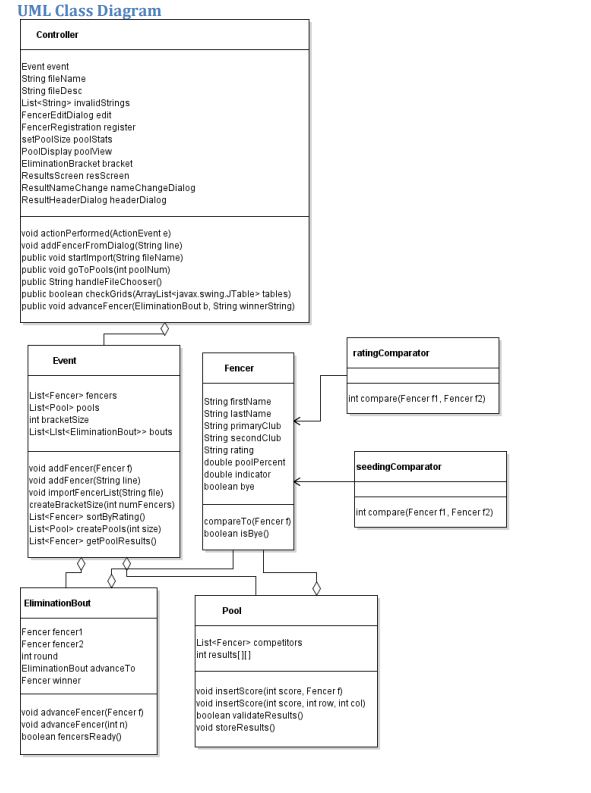 UML Class Diagram
Controller
Event event
String fileName
String fileDesc
List<String> invalidStrings
FencerEditDialog edit
FencerRegistration register
setPoolSize poolStats
PoolDisplay poolView
EliminationBracket bracket
ResultsScreen resScreen
ResultNameChange nameChangeDialog
ResultHeaderDialog headerDialog
void actionPerformed(ActionEvent e)
void addFencerFromDialog(String line)
public void startImport(String fileName)
public void goToPools(int poolNum)
public String handleFileChooser()
public boolean checkGrids(ArrayList<javax.swing.JTable> tables)
public void advanceFencer(EliminationBout b, String winnerString)
Event
List<Fencer> fencers
List<Pool> pools
int bracketSize
List<LIst<EliminationBout>> bouts
void addFencer(Fencer f)
void addFencer(String line)
void importFencerList(String file)
createBracketSize(int numFencers)
List<Fencer> sortByRating()
List<Pool> createPools(int size)
List<Fencer> getPoolResults()
Fencer
String firstName
String lastName
String primaryClub
String secondClub
String rating
double poolPercent
double indicator
boolean bye
compareTo(Fencer f)
boolean isBye()
ratingComparator
int compare(Fencer f1, Fencer f2)
seedingComparator
int compare(Fencer f1, Fencer f2)
EliminationBout
Fencer fencer1
Fencer fencer2
int round
EliminationBout advanceTo
Fencer winner
void advanceFencer(Fencer f)
void advanceFencer(int n)
boolean fencersReady()
Pool
List<Fencer> competitors
int results[][]
void insertScore(int score, Fencer f)
void insertScore(int score, int row, int col)
boolean validateResults()
void storeResults()